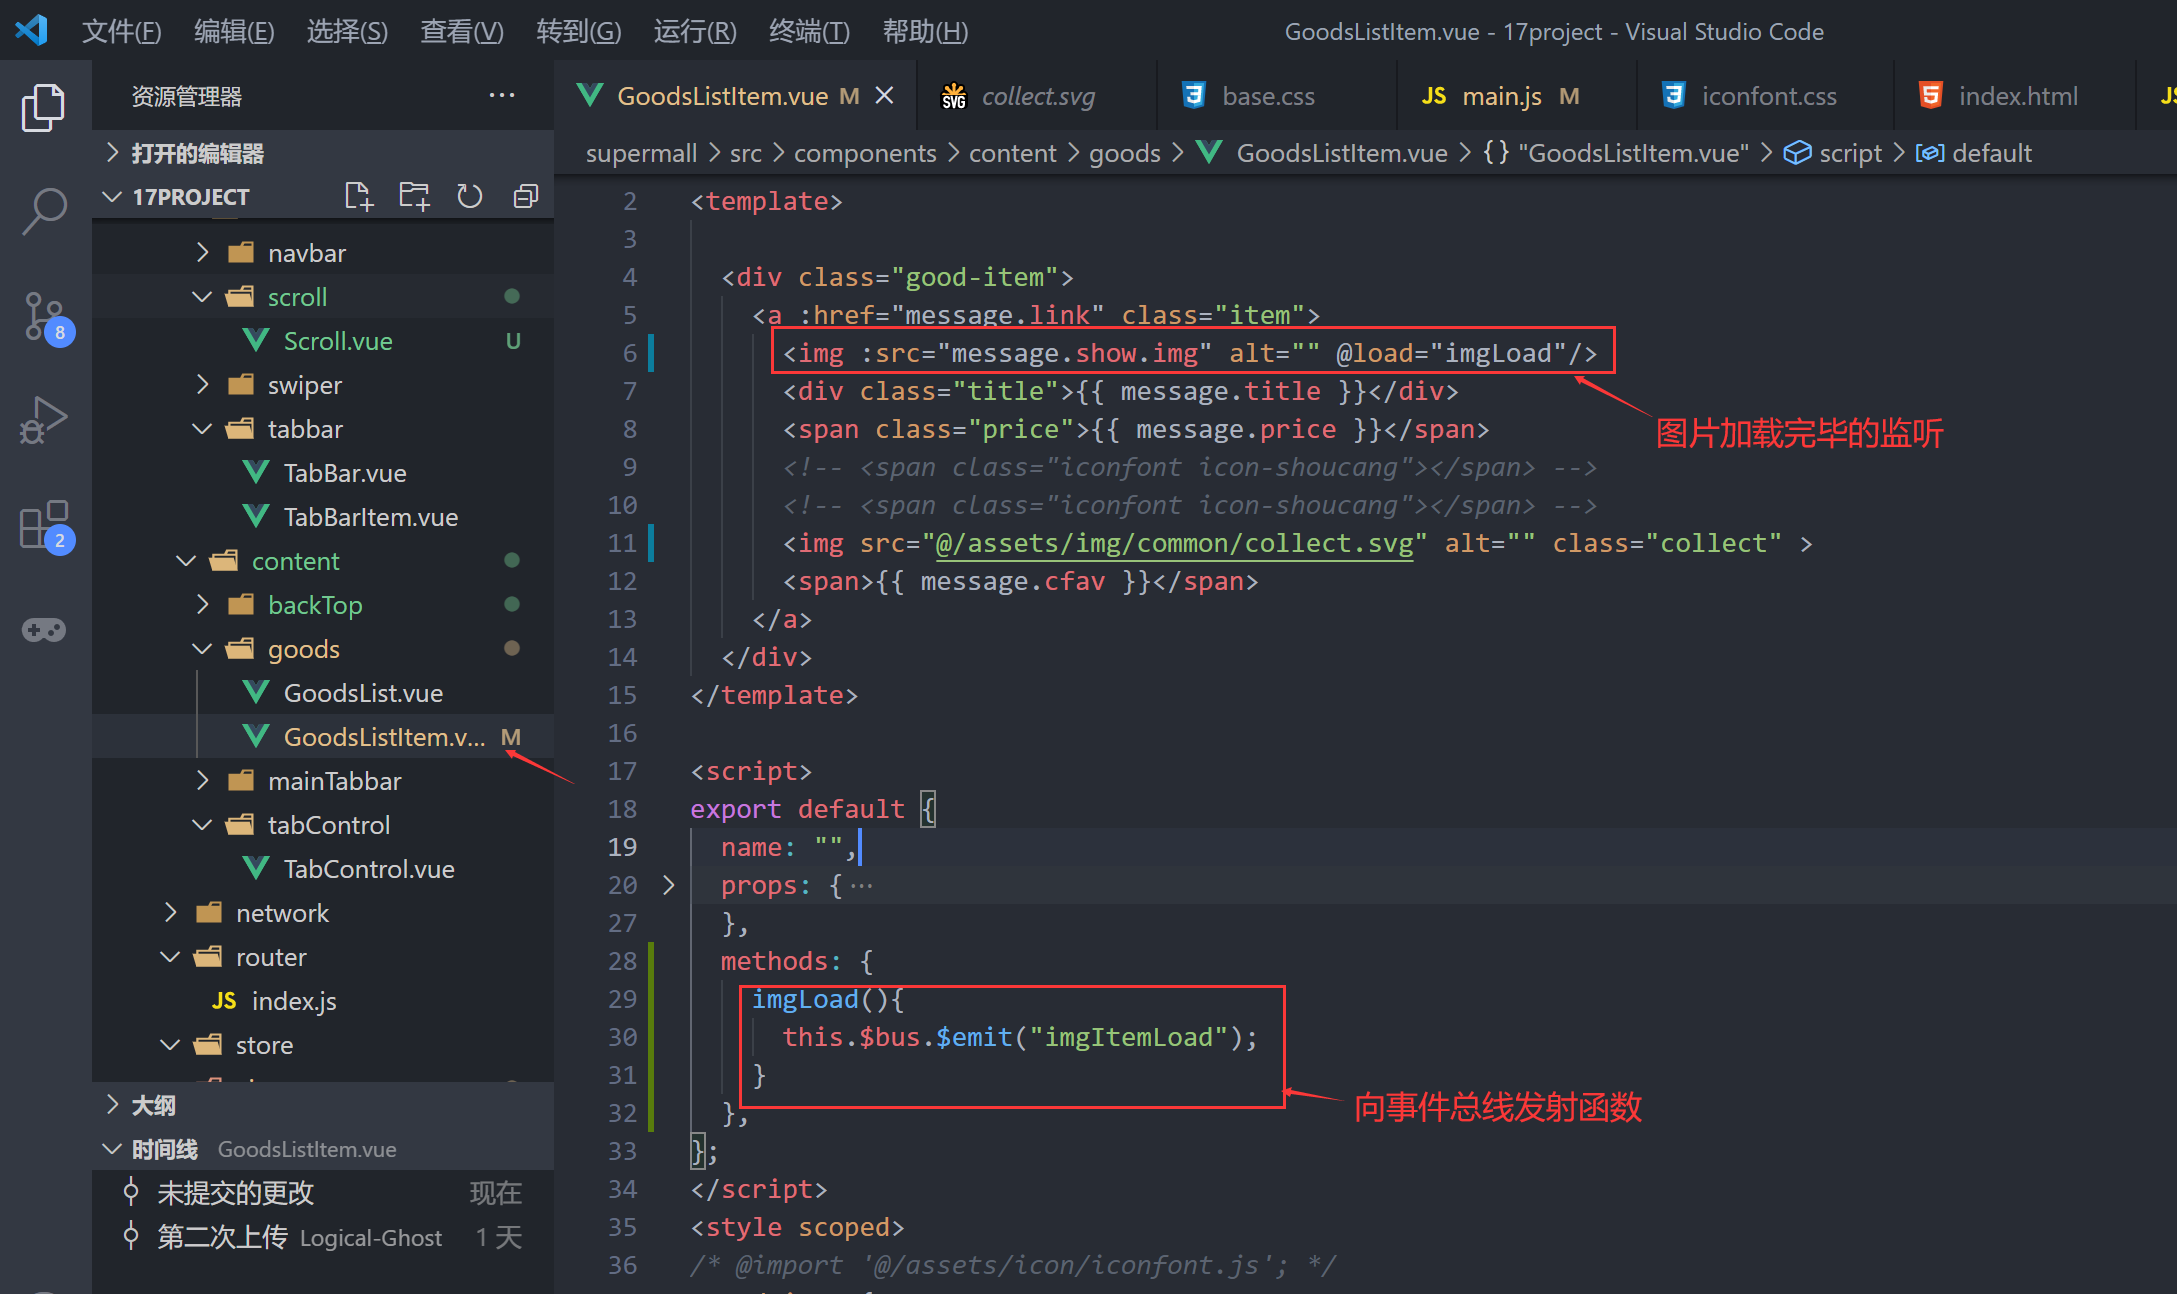 文件(F) 编辑(E) 选择(S) 查看(V) 转到(G) 运行(R) 终端(T) 帮助(H) GoodsListItem.vue - 17project - Visual Studio Code
资源管理器 ···
GoodsListItem.vue M
SVG collect.svg
3 base.css
JS main.js M
3 iconfont.css
5 index.html
JS
supermall > src > components > content > goods > GoodsListItem.vue > {} "GoodsListItem.vue" > script > default
打开的编辑器
17PROJECT
navbar
scroll
Scroll.vue U
swiper
tabbar
TabBar.vue
TabBarItem.vue
content
backTop
goods
GoodsList.vue
GoodsListItem.v... M
mainTabbar
tabControl
TabControl.vue
network
router
JS index.js
store
大纲
时间线 GoodsListItem.vue
未提交的更改 现在
第二次上传 Logical-Ghost 1 天
8
2
2 <template>
3
4 <div class="good-item">
5 <a :href="message.link" class="item">
6 <img :src="message.show.img" alt="" @load="imgLoad"/>
7 <div class="title">{{ message.title }}</div>
8 <span class="price">{{ message.price }}</span>
9 <!-- <span class="iconfont icon-shoucang"></span> -->
10 <!-- <span class="iconfont icon-shoucang"></span> -->
11 <img src="@/assets/img/common/collect.svg" alt="" class="collect" >
12 <span>{{ message.cfav }}</span>
13 </a>
14 </div>
15 </template>
16
17 <script>
18 export default {
19 name: "",
20 props: { ···
27 },
28 methods: {
29 imgLoad(){
30 this.$bus.$emit("imgItemLoad");
31 }
32 },
33 };
34 </script>
35 <style scoped>
36 /* @import '@/assets/icon/iconfont.js'; */
图片加载完毕的监听
向事件总线发射函数